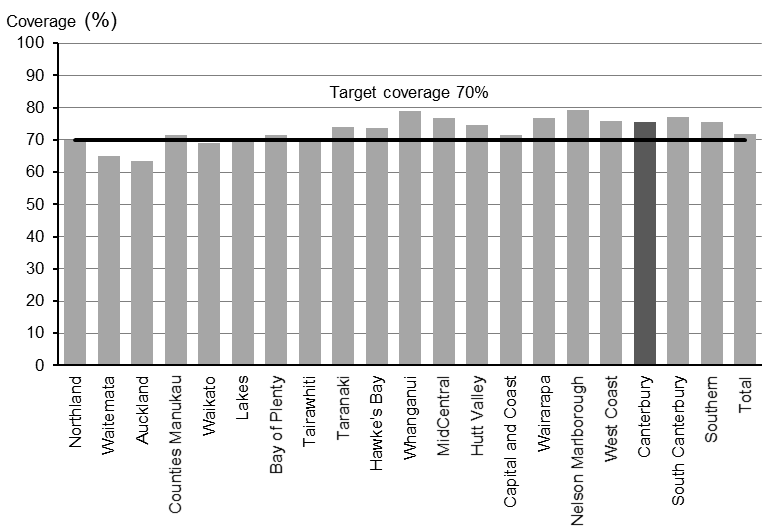 Coverage (%)
100
90
Target coverage 70%
80
70
60
50
40
30
20
10
0
Northland
Waitemata
Auckland
Counties Manukau
Waikato
Lakes
Bay of Plenty
Tairawhiti
Taranaki
Hawke's Bay
Whanganui
MidCentral
Hutt Valley
Capital and Coast
Wairarapa
Nelson Marlborough
West Coast
Canterbury
South Canterbury
Southern
Total